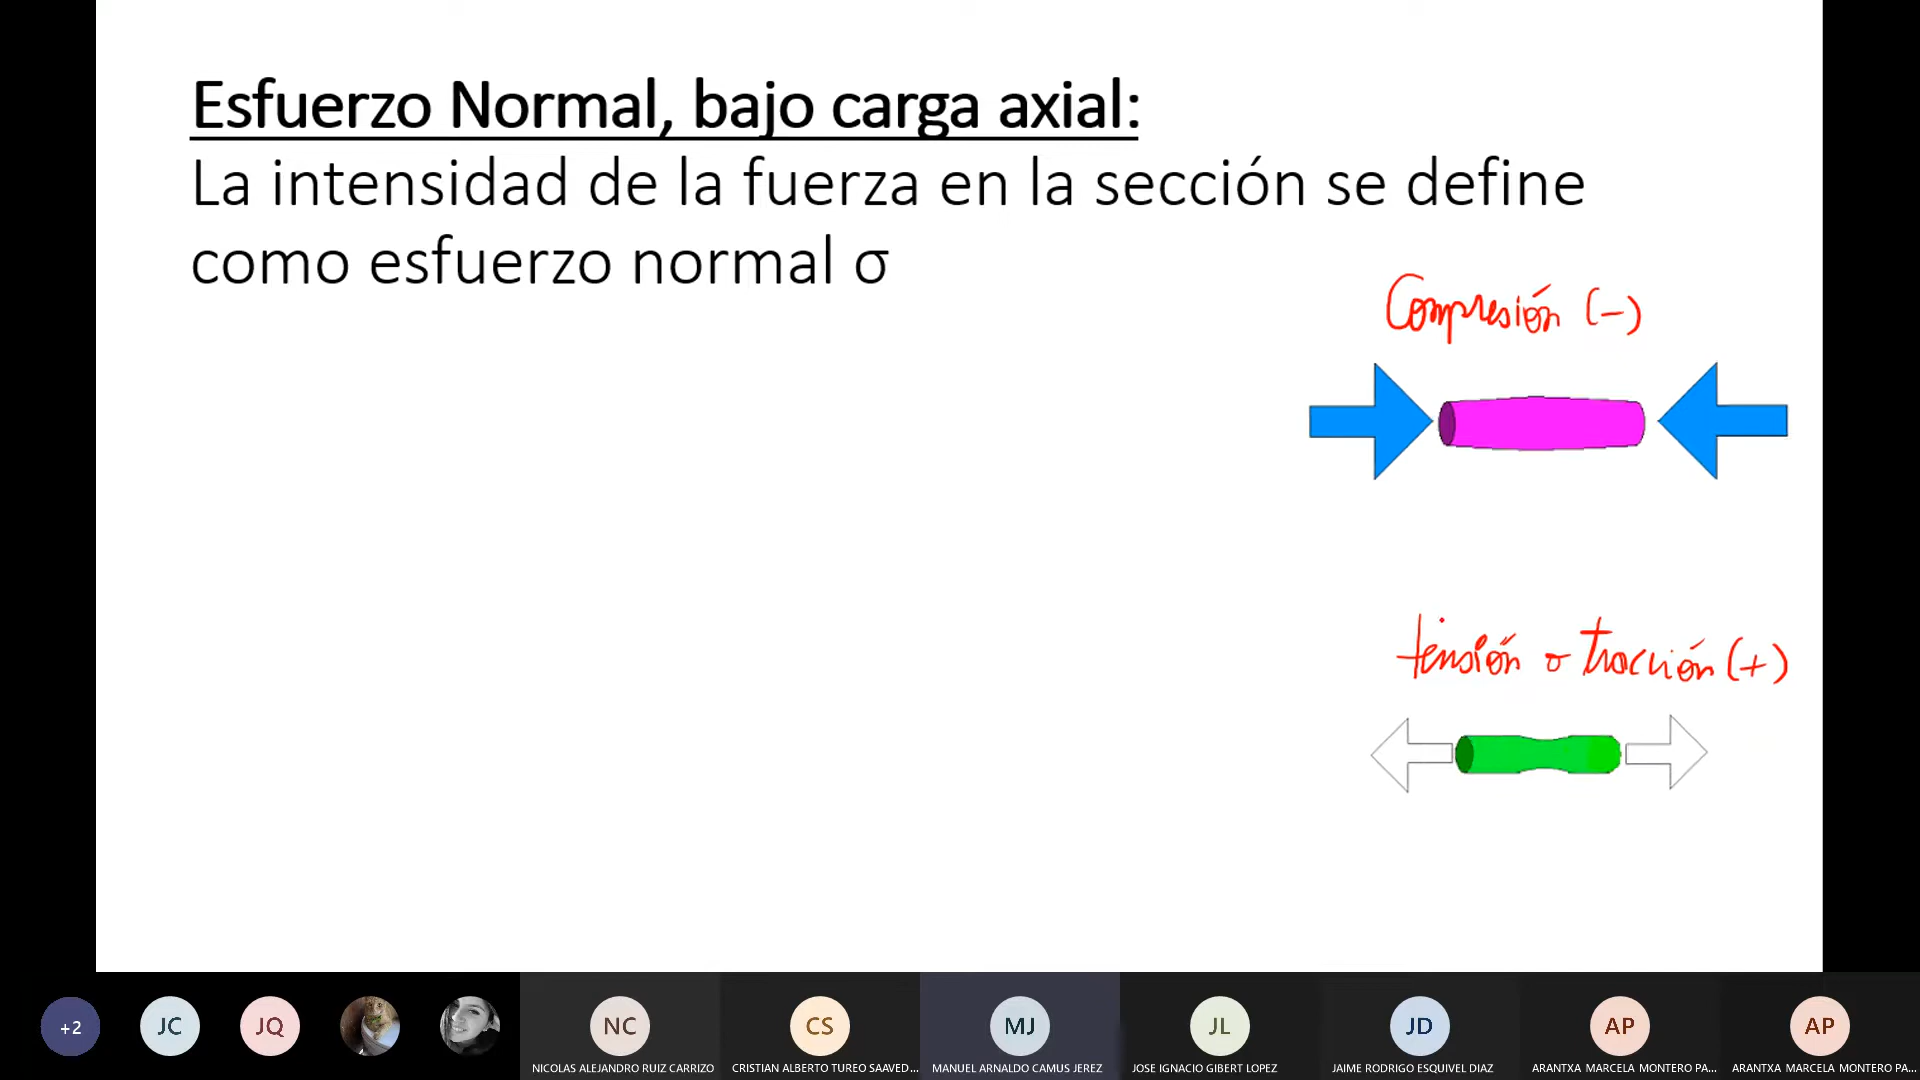 Esfuerzo Normal, bajo carga axial:
La intensidad de la fuerza en la sección se define
como esfuerzo normal σ
Compresión (-)
tensión o tracción (+)
+2
JC
JQ
NC
CS
MJ
JL
JD
AP
AP
NICOLAS ALEJANDRO RUIZ CARRIZO
CRISTIAN ALBERTO TUREO SAAVED...
MANUEL ARNALDO CAMUS JEREZ
JOSE IGNACIO GIBERT LOPEZ
JAIME RODRIGO ESQUIVEL DIAZ
ARANTXA MARCELA MONTERO PA...
ARANTXA MARCELA MONTERO PA...